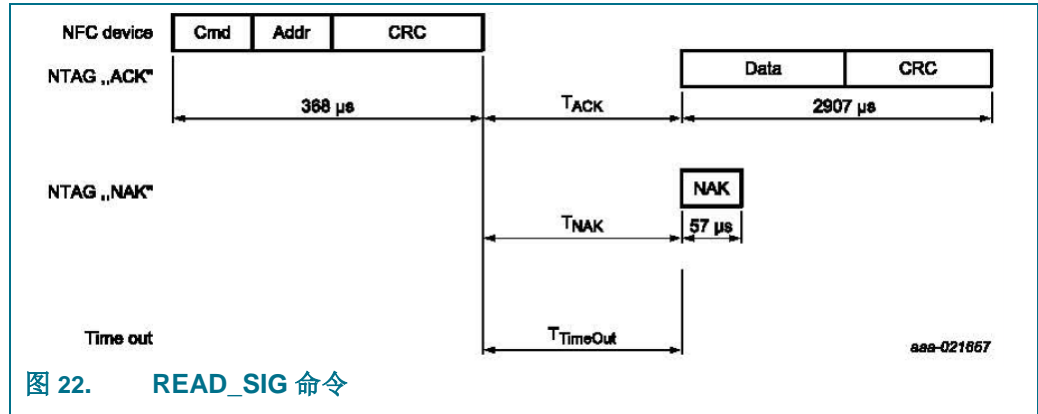 NFC device Cmd Addr CRC
NTAG „ACK" Data CRC
368 µs TACK 2907 µs
NTAG „NAK" NAK
TNAK 57 µs
Time out TTimeOut aaa-021667
图 22. READ_SIG 命令